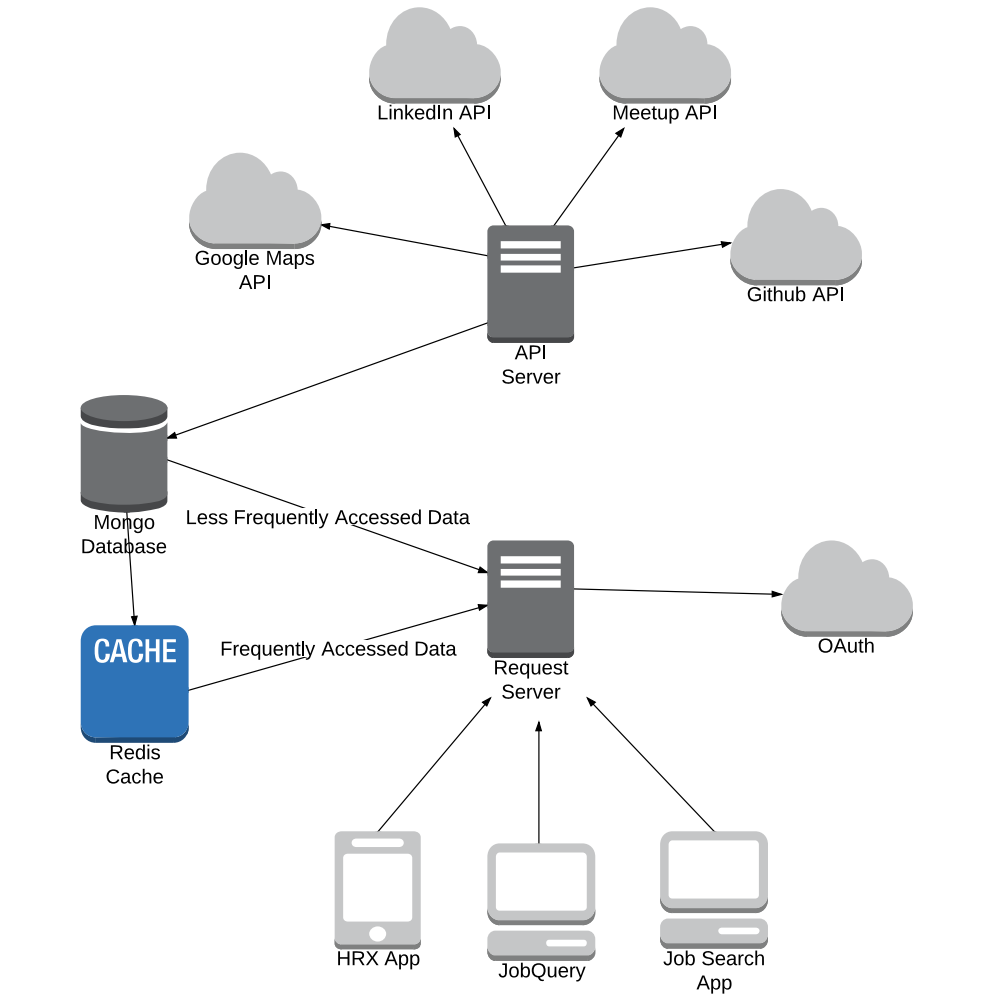 LinkedIn API
Meetup API
Google Maps
API
Github API
API
Server
Mongo
Database
Less Frequently Accessed Data
CACHE
Frequently Accessed Data
Request
Server
OAuth
Redis
Cache
HRX App
JobQuery
Job Search
App